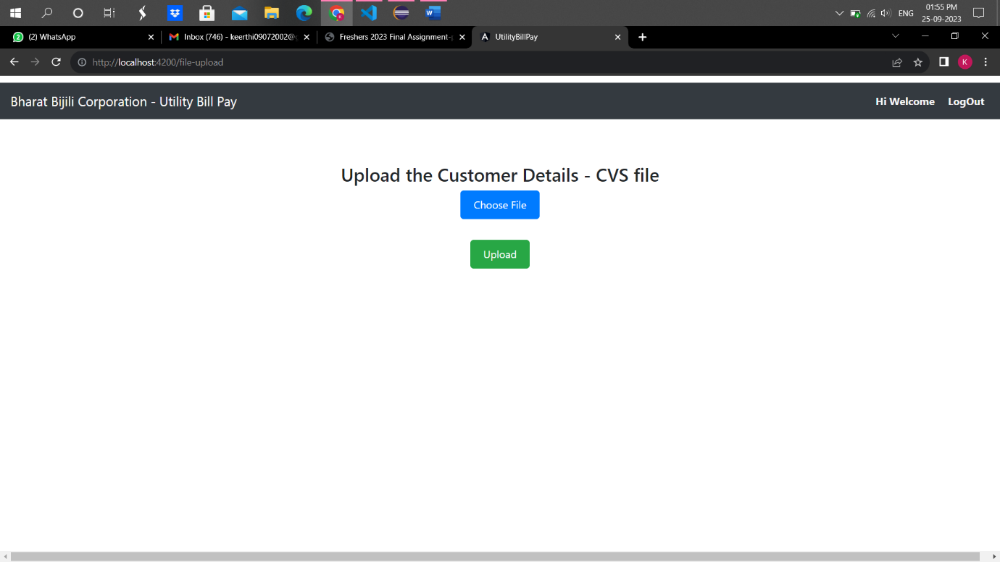 ENG
01:55 PM
25-09-2023
(2) WhatsApp
Inbox (746) - keerthi09072002@g
Freshers 2023 Final Assignment-
UtilityBillPay
http://localhost:4200/file-upload
K
Bharat Bijili Corporation - Utility Bill Pay
Hi Welcome
LogOut
Upload the Customer Details - CVS file
Choose File
Upload